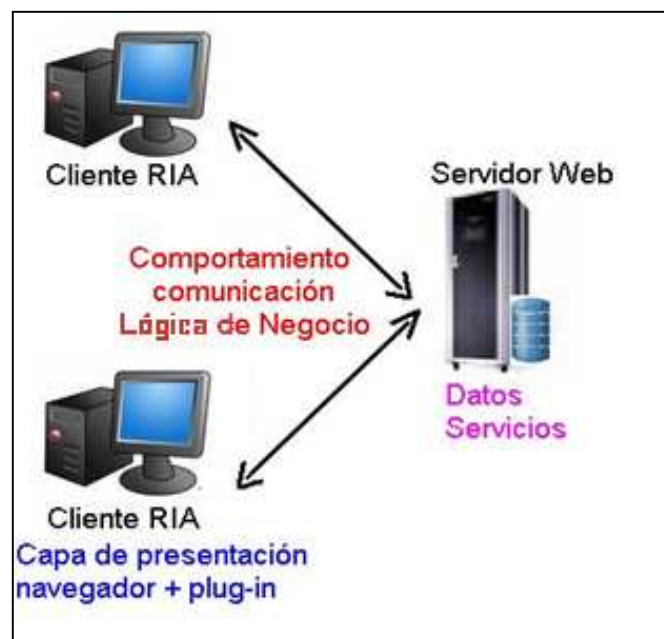 Cliente RIA
Servidor Web
Comportamiento
comunicación
Lógica de Negocio
Datos
Servicios
Cliente RIA
Capa de presentación
navegador + plug-in